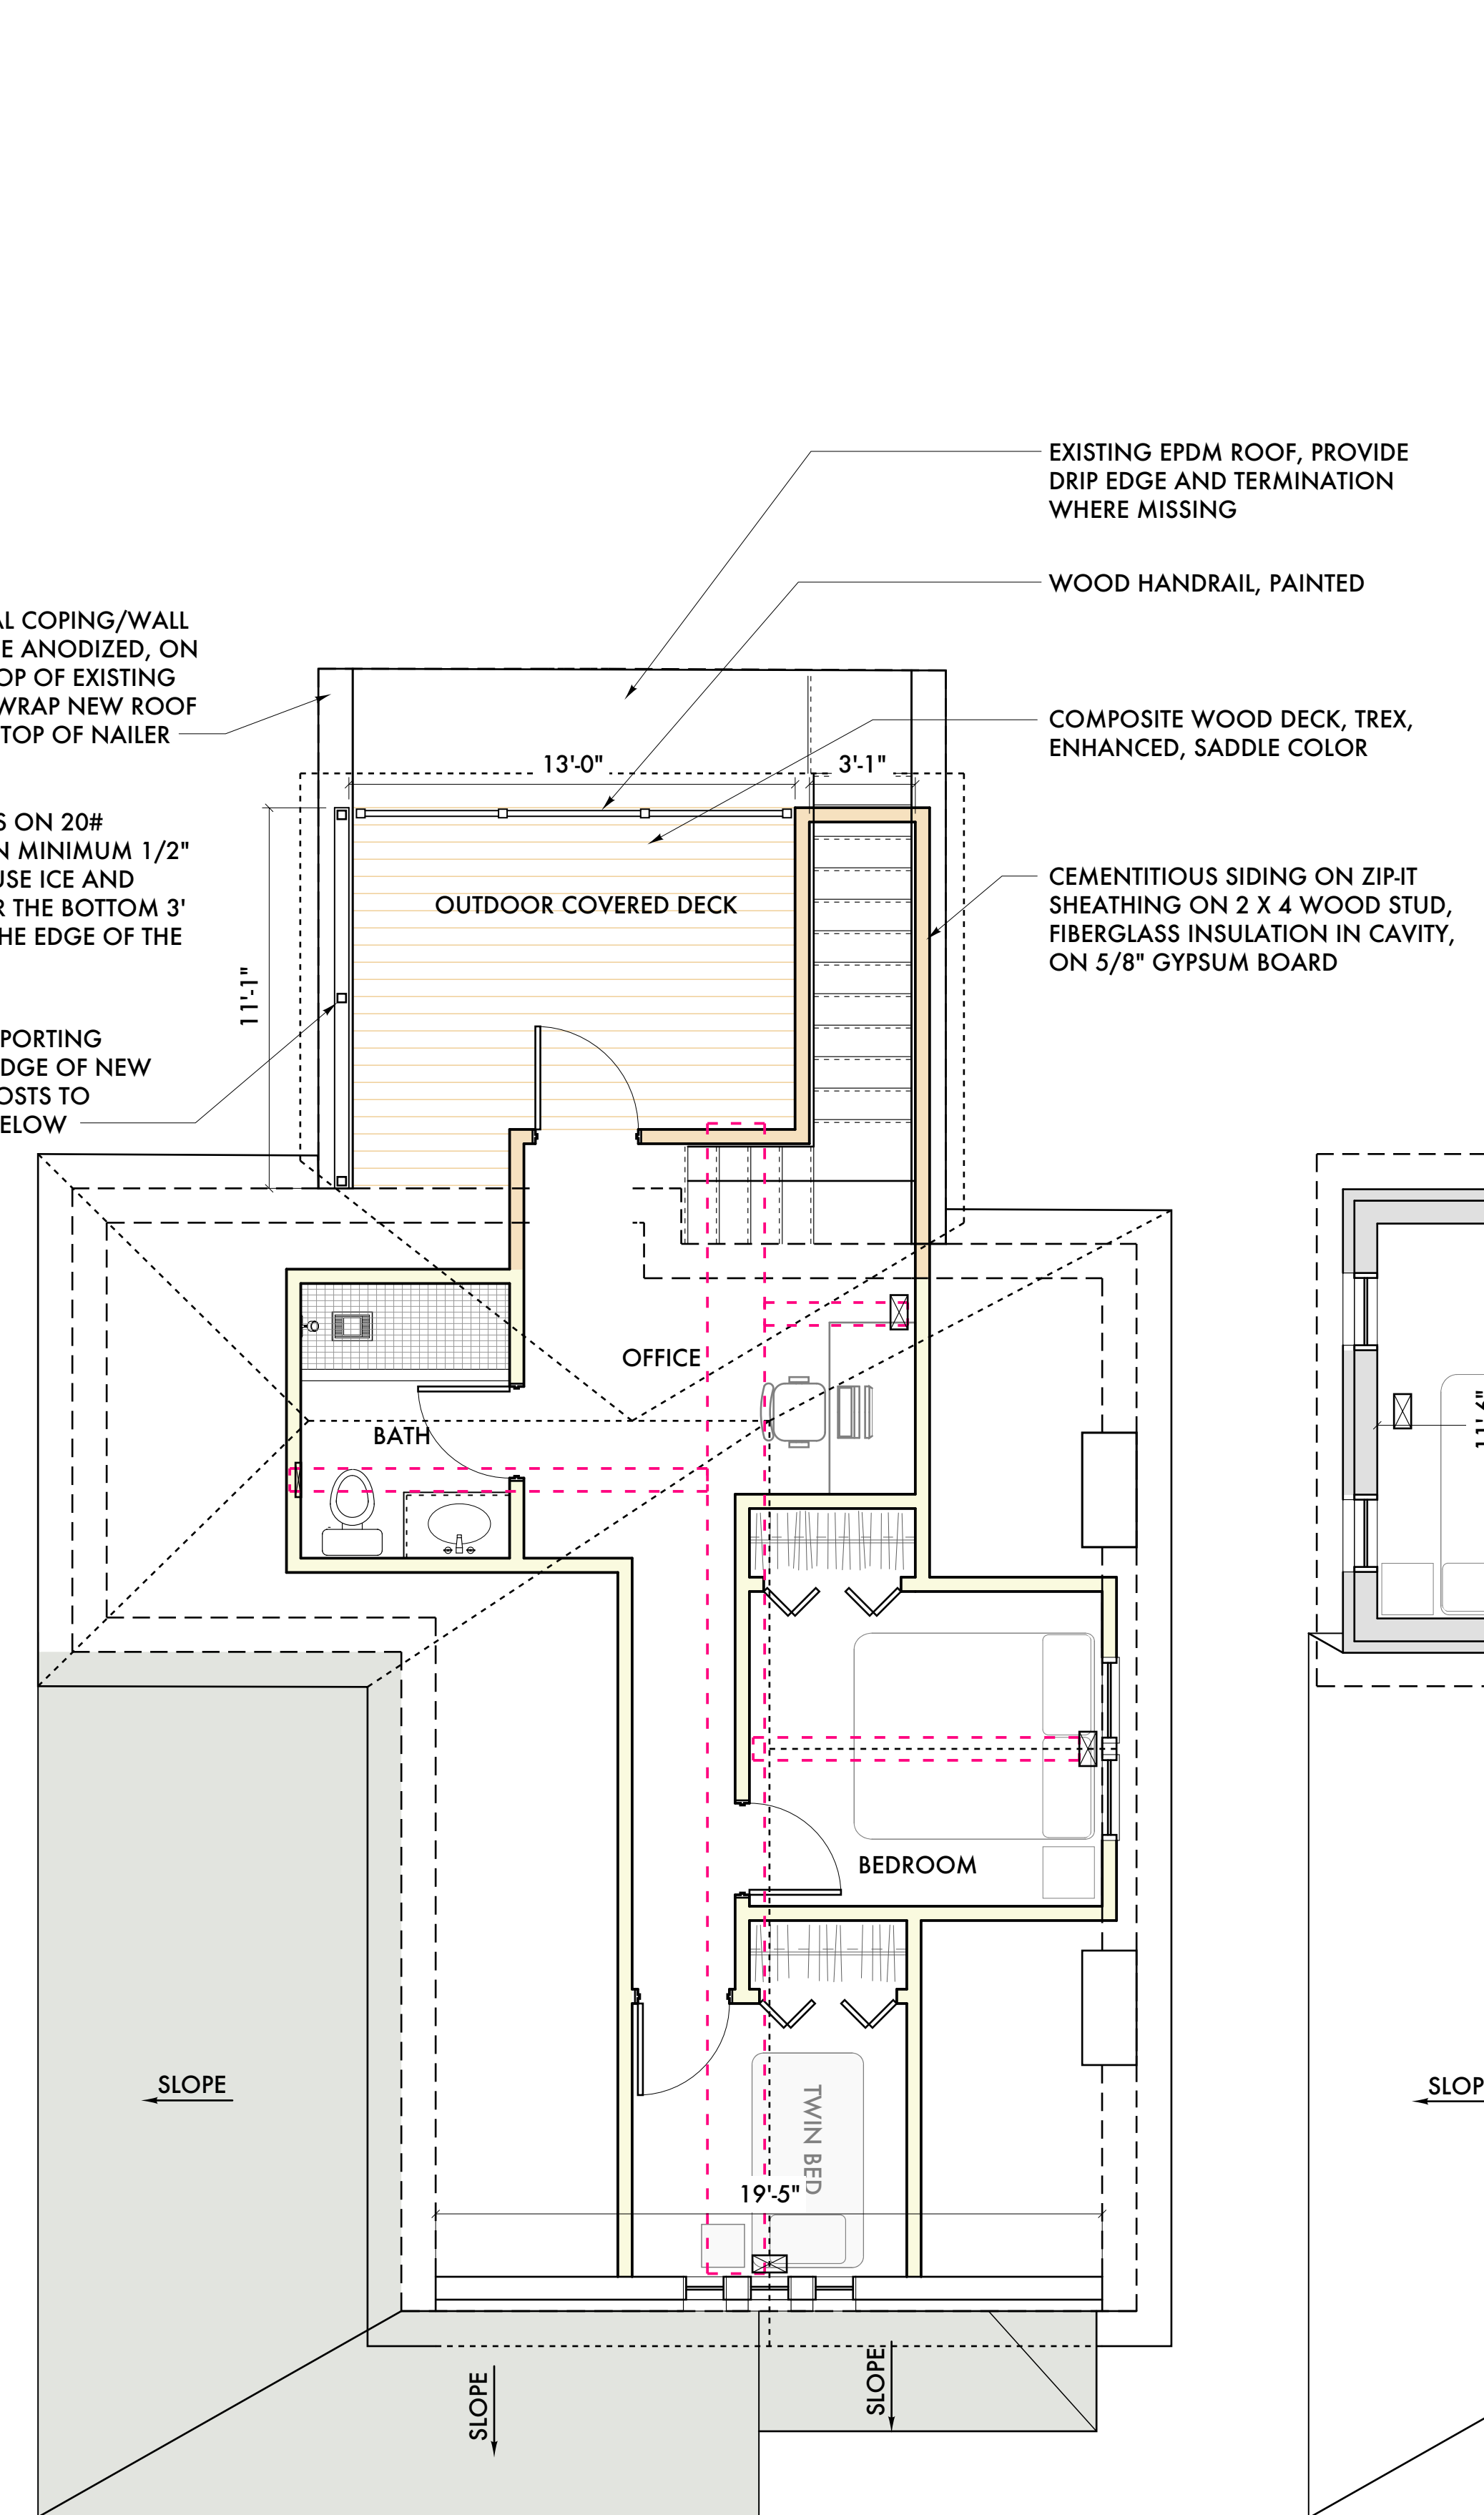 EXISTING EPDM ROOF, PROVIDE
DRIP EDGE AND TERMINATION
WHERE MISSING
WOOD HANDRAIL, PAINTED
AL COPING/WALL
E ANODIZED, ON
OP OF EXISTING
WRAP NEW ROOF
TOP OF NAILER
COMPOSITE WOOD DECK, TREX,
ENHANCED, SADDLE COLOR
13'-0"
3'-1"
S ON 20#
N MINIMUM 1/2"
USE ICE AND
R THE BOTTOM 3'
HE EDGE OF THE
CEMENTITIOUS SIDING ON ZIP-IT
SHEATHING ON 2 X 4 WOOD STUD,
FIBERGLASS INSULATION IN CAVITY,
ON 5/8" GYPSUM BOARD
OUTDOOR COVERED DECK
11'-1"
PORTING
DGE OF NEW
OSTS TO
ELOW
OFFICE
BATH
11'-6"
BEDROOM
SLOPE
TWIN BED
SLOP
19'-5"
SLOPE
SLOPE